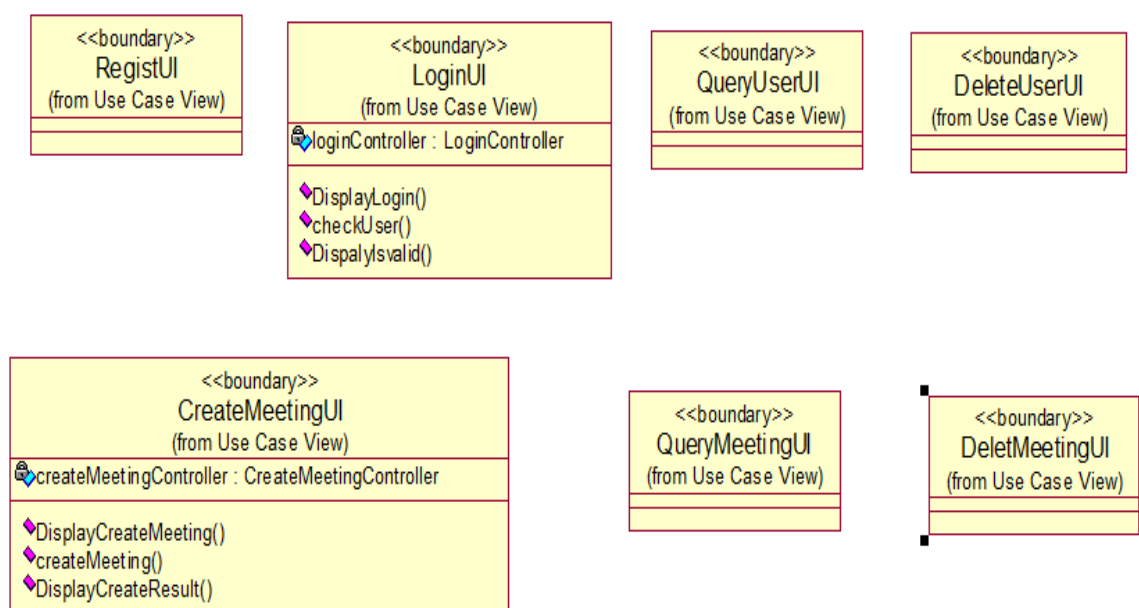 <<boundary>>
RegistUI
(from Use Case View)
<<boundary>>
LoginUI
(from Use Case View)
loginController : LoginController
DisplayLogin()
checkUser()
DispalyIsvalid()
<<boundary>>
QueryUserUI
(from Use Case View)
<<boundary>>
DeleteUserUI
(from Use Case View)
<<boundary>>
CreateMeetingUI
(from Use Case View)
createMeetingController : CreateMeetingController
DisplayCreateMeeting()
createMeeting()
DisplayCreateResult()
<<boundary>>
QueryMeetingUI
(from Use Case View)
<<boundary>>
DeletMeetingUI
(from Use Case View)